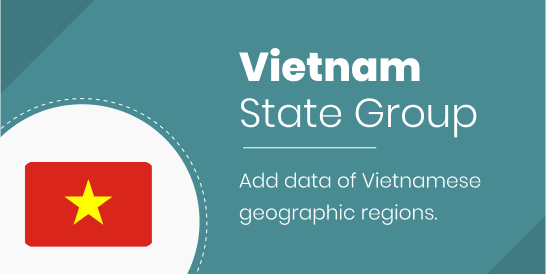 Vietnam
State Group
Add data of Vietnamese
geographic regions.